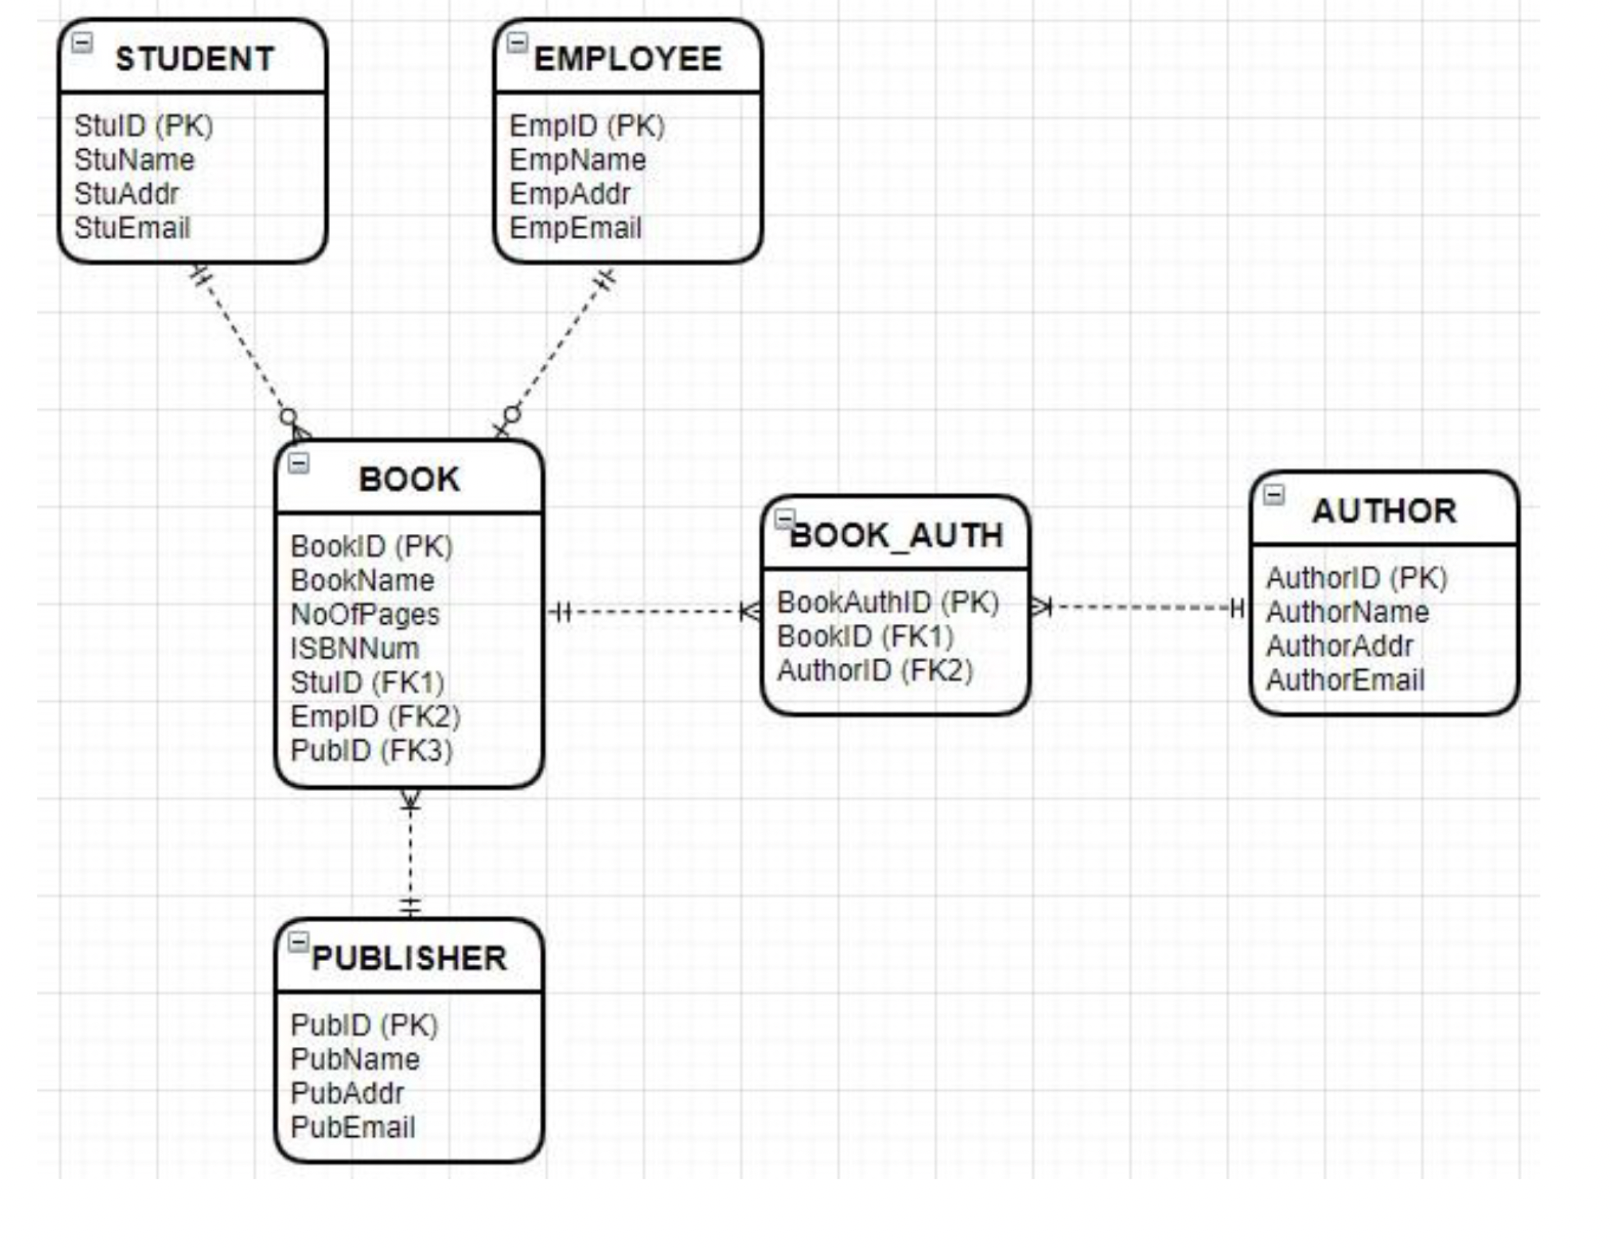 STUDENT
StuID (PK)
StuName
StuAddr
StuEmail
EMPLOYEE
EmpID (PK)
EmpName
EmpAddr
EmpEmail
BOOK
BookID (PK)
BookName
NoOfPages
ISBNNum
StuID (FK1)
EmpID (FK2)
PubID (FK3)
BOOK_AUTH
BookAuthID (PK)
BookID (FK1)
AuthorID (FK2)
AUTHOR
AuthorID (PK)
AuthorName
AuthorAddr
AuthorEmail
PUBLISHER
PubID (PK)
PubName
PubAddr
PubEmail